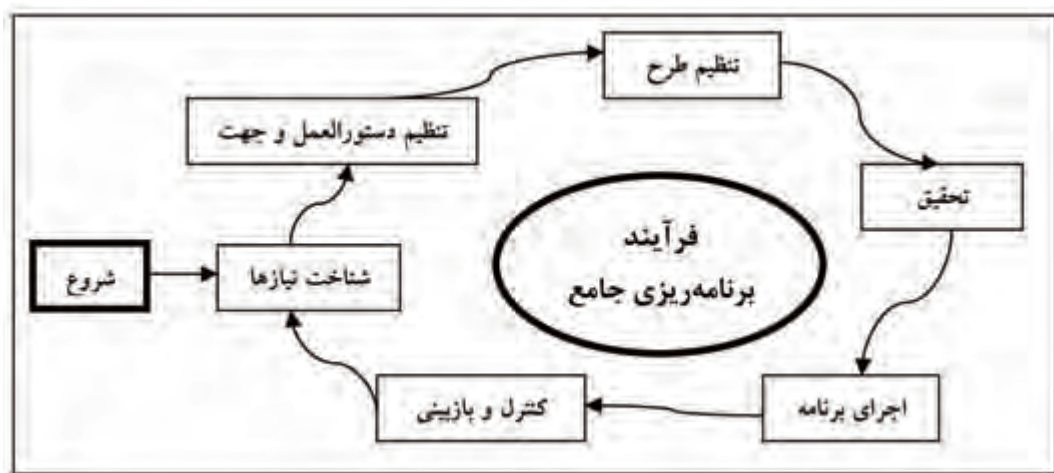 تنظیم طرح
تنظیم دستورالعمل و جهت
تحقیق
فرآیند
برنامه‌ریزی جامع
شروع
شناخت نیازها
کنترل و بازبینی
اجرای برنامه